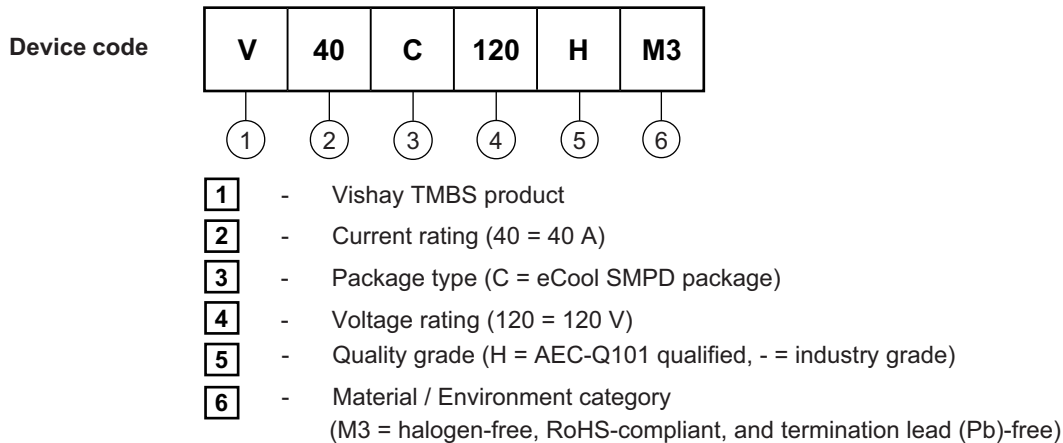 Device code V 40 C 120 H M3
1 2 3 4 5 6
1 - Vishay TMBS product
2 - Current rating (40 = 40 A)
3 - Package type (C = eCool SMPD package)
4 - Voltage rating (120 = 120 V)
5 - Quality grade (H = AEC-Q101 qualified, - = industry grade)
6 - Material / Environment category
(M3 = halogen-free, RoHS-compliant, and termination lead (Pb)-free)